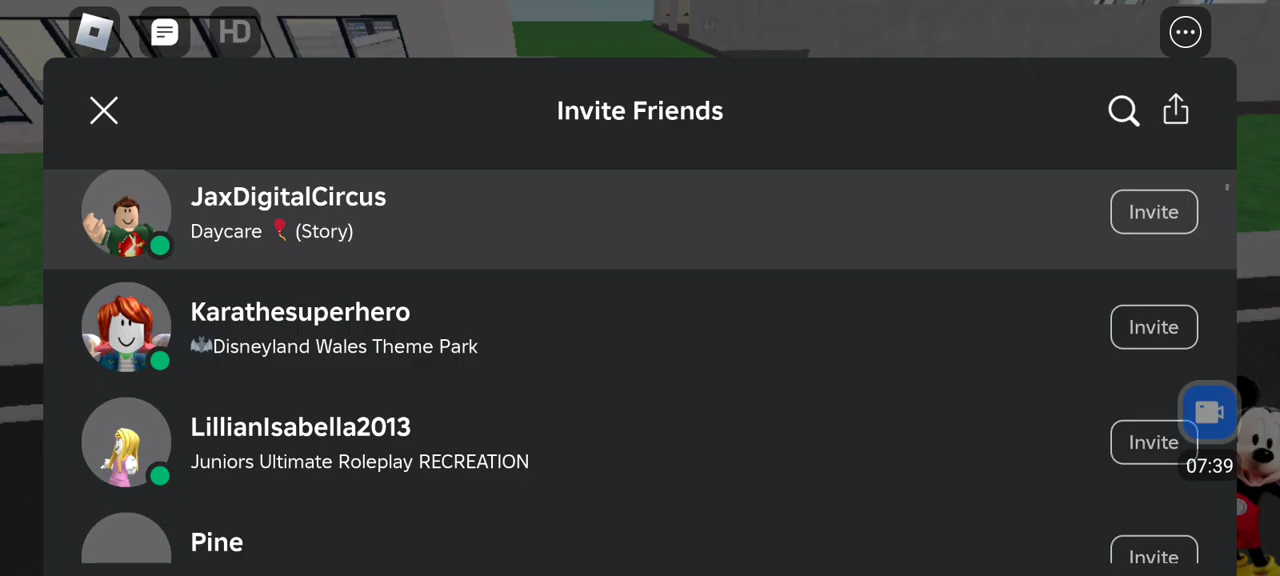 HD
Invite Friends
JaxDigitalCircus
Daycare 🎈 (Story)
Invite
Karathesuperhero
🦇Disneyland Wales Theme Park
Invite
LillianIsabella2013
Juniors Ultimate Roleplay RECREATION
Invite
07:39
Pine
Invite